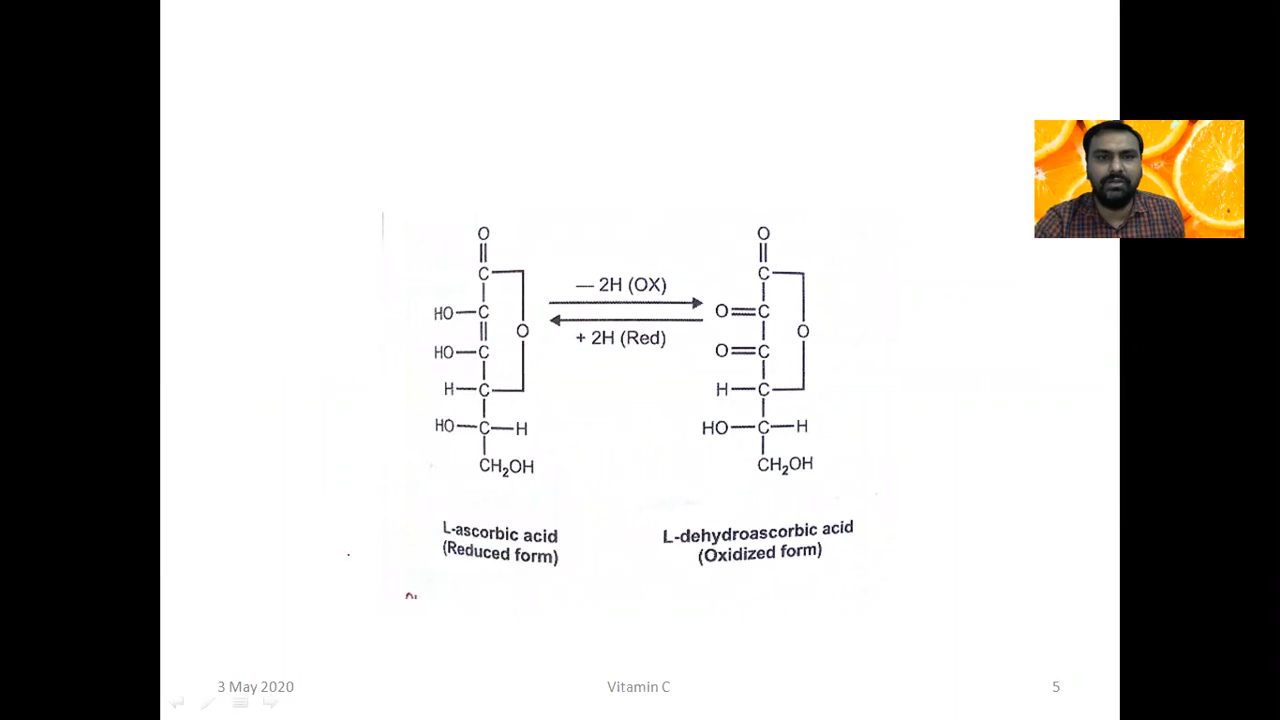 O
C
HO—C
O
HO—C
H—C
HO—C—H
CH₂OH
— 2H (OX)
+ 2H (Red)
O
C
O=C
O
O=C
H—C
HO—C—H
CH₂OH
L-ascorbic acid
(Reduced form)
L-dehydroascorbic acid
(Oxidized form)
3 May 2020
Vitamin C
5